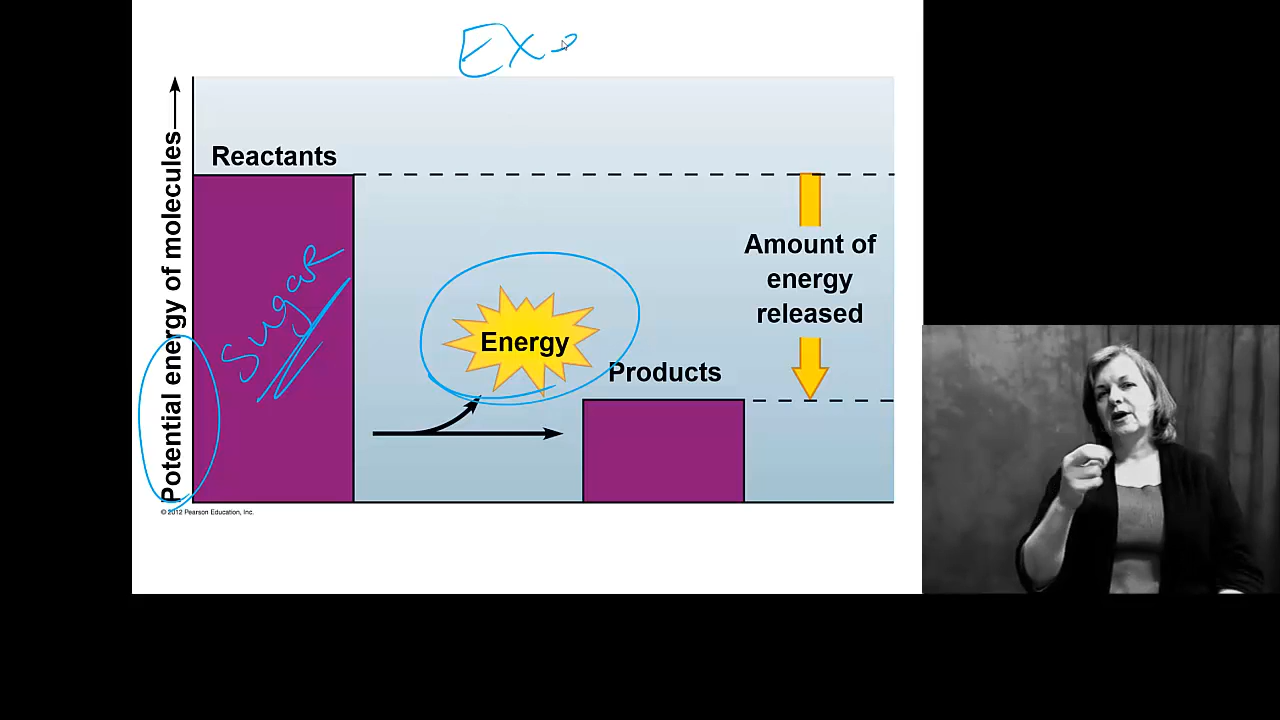 Ex
Potential energy of molecules
Reactants
Sugar
Energy
Products
Amount of
energy
released
© 2012 Pearson Education, Inc.